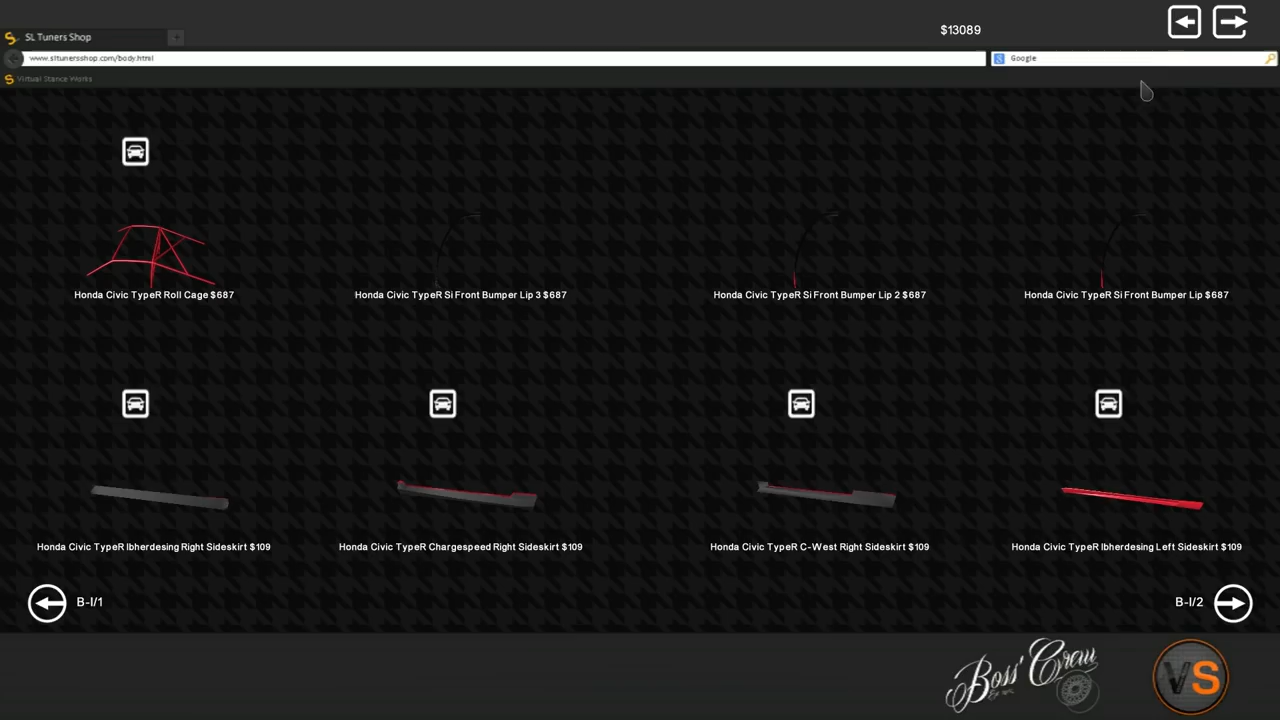 $13089
SL Tuners Shop
www.sltunersshop.com/body.html
Google
Virtual Stance Works
Honda Civic TypeR Roll Cage $687
Honda Civic TypeR Si Front Bumper Lip 3 $687
Honda Civic TypeR Si Front Bumper Lip 2 $687
Honda Civic TypeR Si Front Bumper Lip $687
Honda Civic TypeR Ibherdesing Right Sideskirt $109
Honda Civic TypeR Chargespeed Right Sideskirt $109
Honda Civic TypeR C-West Right Sideskirt $109
Honda Civic TypeR Ibherdesing Left Sideskirt $109
B-I/1
B-I/2
Boss' Crew
VS